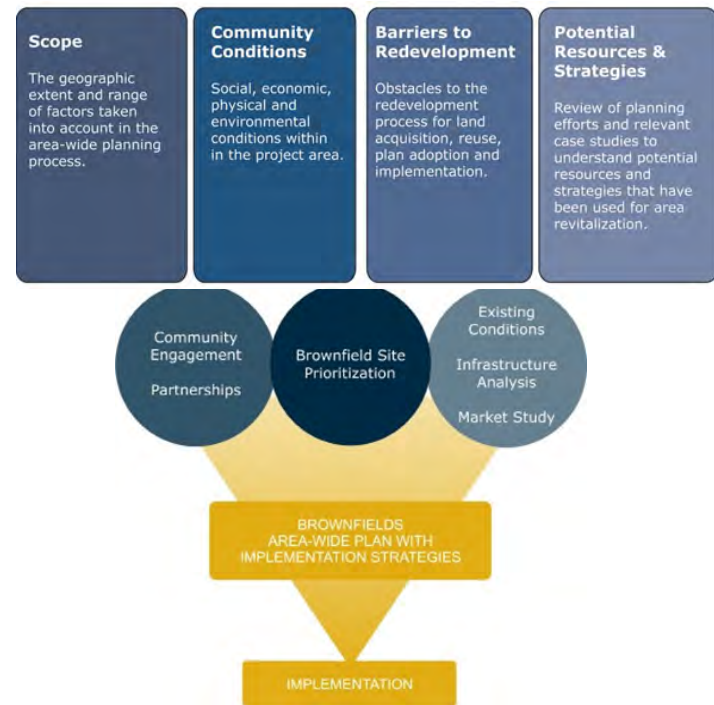 Scope
The geographic
extent and range
of factors taken
into account in the
area-wide planning
process.
Community
Conditions
Social, economic,
physical and
environmental
conditions within
in the project area.
Barriers to
Redevelopment
Obstacles to the
redevelopment
process for land
acquisition, reuse,
plan adoption and
implementation.
Potential
Resources &
Strategies
Review of planning
efforts and relevant
case studies to
understand potential
resources and
strategies that have
been used for area
revitalization.
Community
Engagement
Partnerships
Brownfield Site
Prioritization
Existing
Conditions
Infrastructure
Analysis
Market Study
BROWNFIELDS
AREA-WIDE PLAN WITH
IMPLEMENTATION STRATEGIES
IMPLEMENTATION